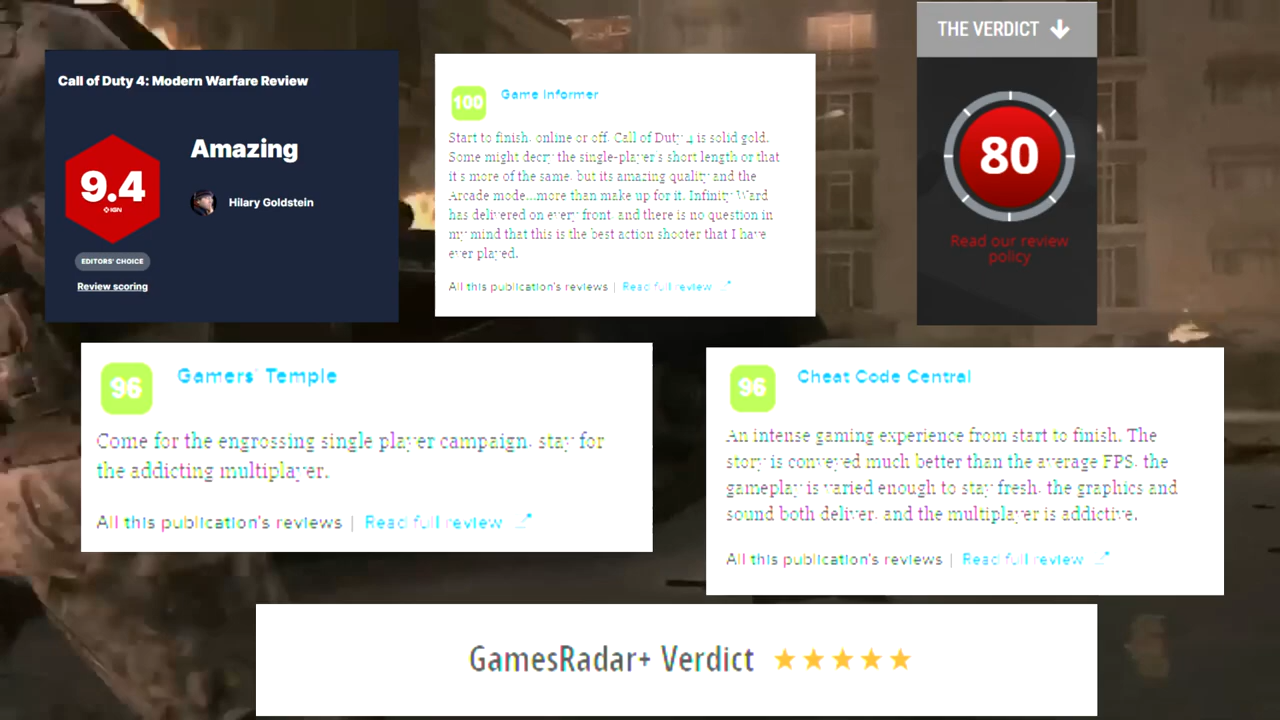 Call of Duty 4: Modern Warfare Review
9.4
IGN
Amazing
Hilary Goldstein
EDITORS' CHOICE
Review scoring
100
Game Informer
Start to finish, online or off, Call of Duty 4 is solid gold.
Some might decry the single-player's short length or that
it's more of the same, but its amazing quality and the
Arcade mode...more than make up for it. Infinity Ward
has delivered on every front, and there is no question in
my mind that this is the best action shooter that I have
ever played.
All this publication's reviews | Read full review
THE VERDICT
80
Read our review
policy
96
Gamers' Temple
Come for the engrossing single player campaign, stay for
the addicting multiplayer.
All this publication's reviews | Read full review
96
Cheat Code Central
An intense gaming experience from start to finish. The
story is conveyed much better than the average FPS, the
gameplay is varied enough to stay fresh, the graphics and
sound both deliver, and the multiplayer is addictive.
All this publication's reviews | Read full review
GamesRadar+ Verdict